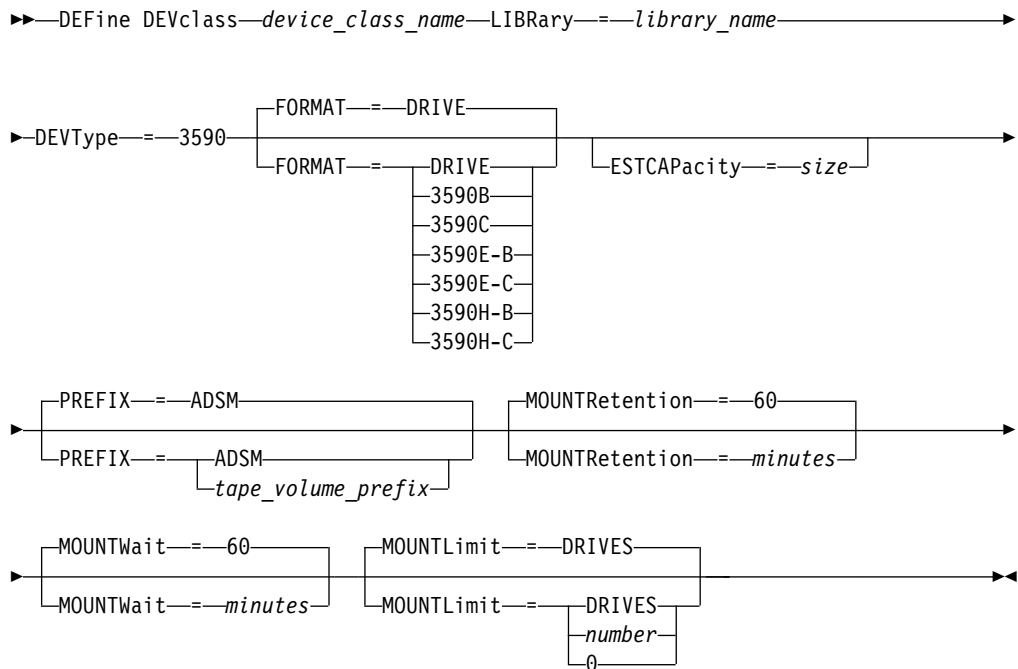 DEFine DEVclass device_class_name LIBRary = library_name
FORMAT = DRIVE
DEVType = 3590
FORMAT = DRIVE
3590B
3590C
3590E-B
3590E-C
3590H-B
3590H-C
ESTCAPacity = size
PREFIX = ADSM
PREFIX = ADSM
tape_volume_prefix
MOUNTRetention = 60
MOUNTRetention = minutes
MOUNTWait = 60
MOUNTWait = minutes
MOUNTLimit = DRIVES
MOUNTLimit = DRIVES
number
0